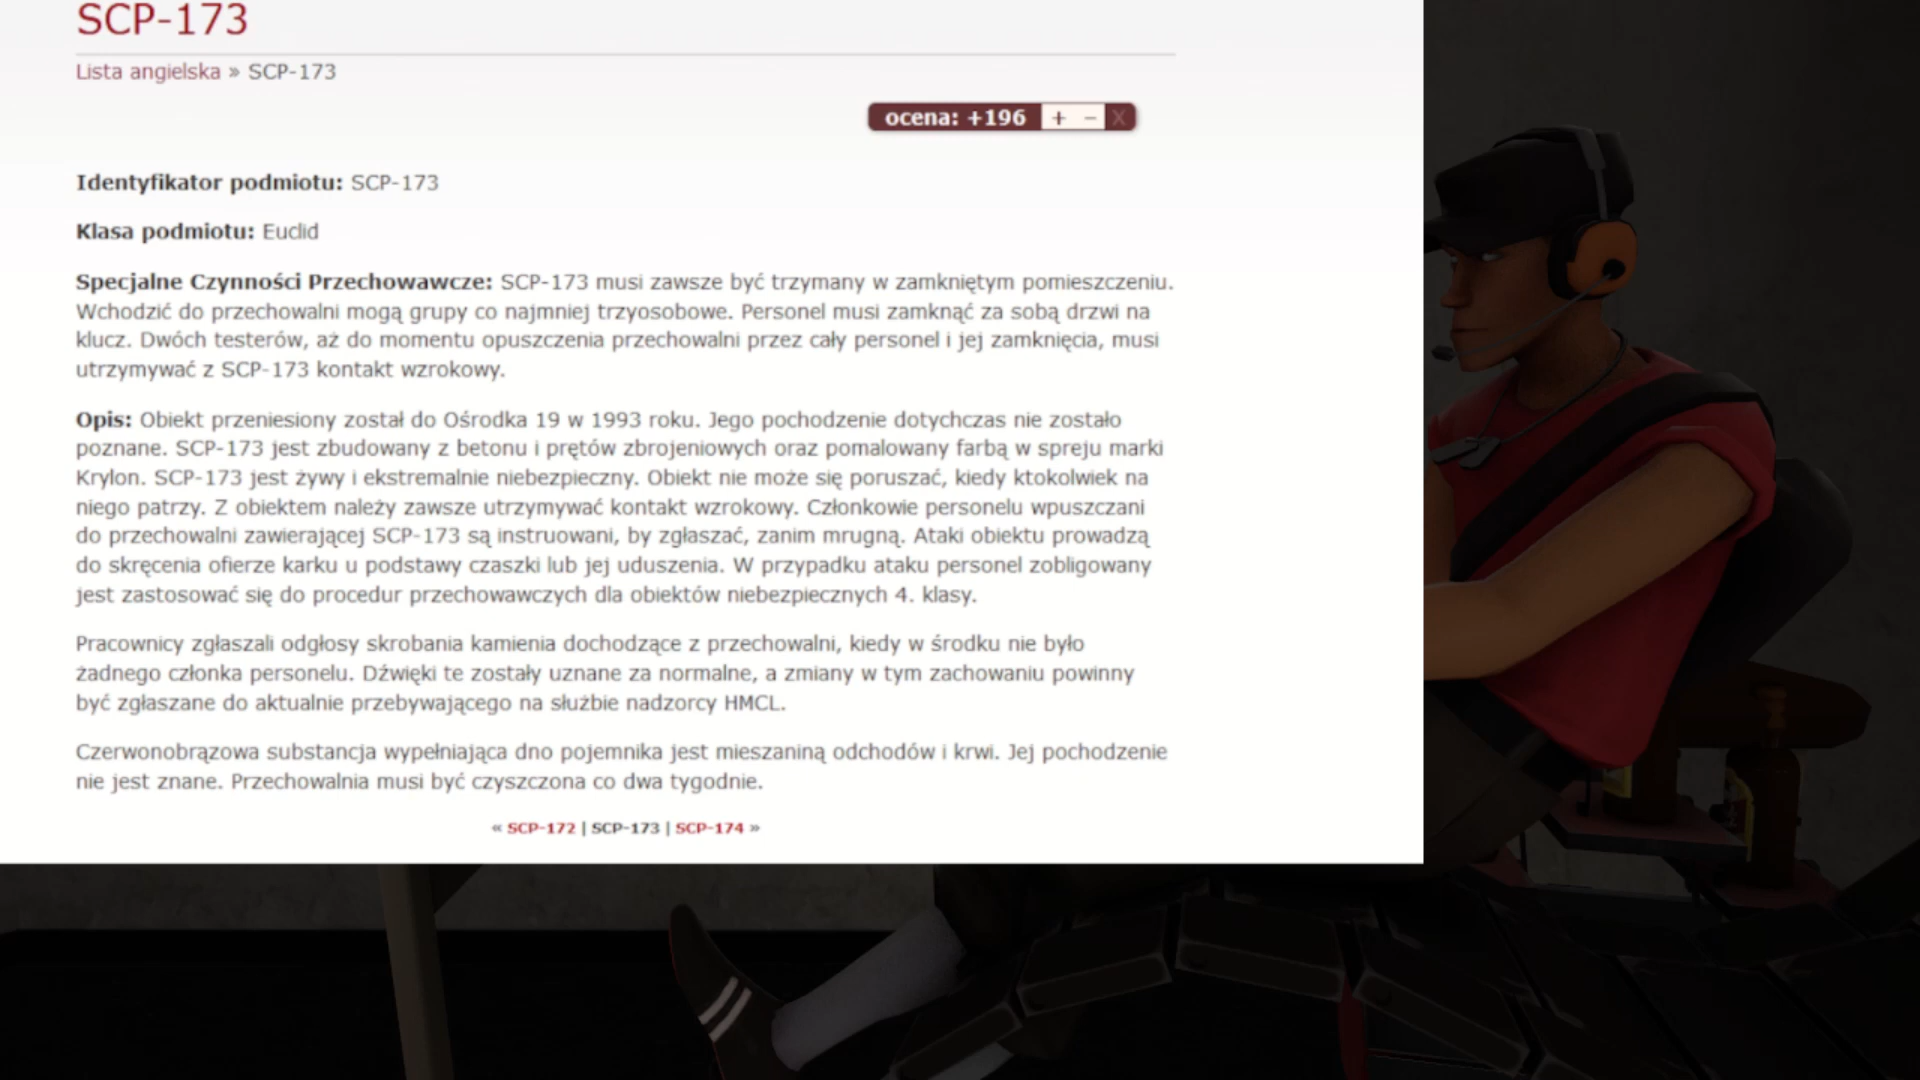 SCP-173
Lista angielska » SCP-173
ocena: +196 + − X
Identyfikator podmiotu: SCP-173
Klasa podmiotu: Euclid
Specjalne Czynności Przechowawcze: SCP-173 musi zawsze być trzymany w zamkniętym pomieszczeniu.
Wchodzić do przechowalni mogą grupy co najmniej trzyosobowe. Personel musi zamknąć za sobą drzwi na
klucz. Dwóch testerów, aż do momentu opuszczenia przechowalni przez cały personel i jej zamknięcia, musi
utrzymywać z SCP-173 kontakt wzrokowy.
Opis: Obiekt przeniesiony został do Ośrodka 19 w 1993 roku. Jego pochodzenie dotychczas nie zostało
poznane. SCP-173 jest zbudowany z betonu i prętów zbrojeniowych oraz pomalowany farbą w spreju marki
Krylon. SCP-173 jest żywy i ekstremalnie niebezpieczny. Obiekt nie może się poruszać, kiedy ktokolwiek na
niego patrzy. Z obiektem należy zawsze utrzymywać kontakt wzrokowy. Członkowie personelu wpuszczani
do przechowalni zawierającej SCP-173 są instruowani, by zgłaszać, zanim mrugną. Ataki obiektu prowadzą
do skręcenia ofierze karku u podstawy czaszki lub jej uduszenia. W przypadku ataku personel zobligowany
jest zastosować się do procedur przechowawczych dla obiektów niebezpiecznych 4. klasy.
Pracownicy zgłaszali odgłosy skrobania kamienia dochodzące z przechowalni, kiedy w środku nie było
żadnego członka personelu. Dźwięki te zostały uznane za normalne, a zmiany w tym zachowaniu powinny
być zgłaszane do aktualnie przebywającego na służbie nadzorcy HMCL.
Czerwonobrązowa substancja wypełniająca dno pojemnika jest mieszaniną odchodów i krwi. Jej pochodzenie
nie jest znane. Przechowalnia musi być czyszczona co dwa tygodnie.
« SCP-172 | SCP-173 | SCP-174 »